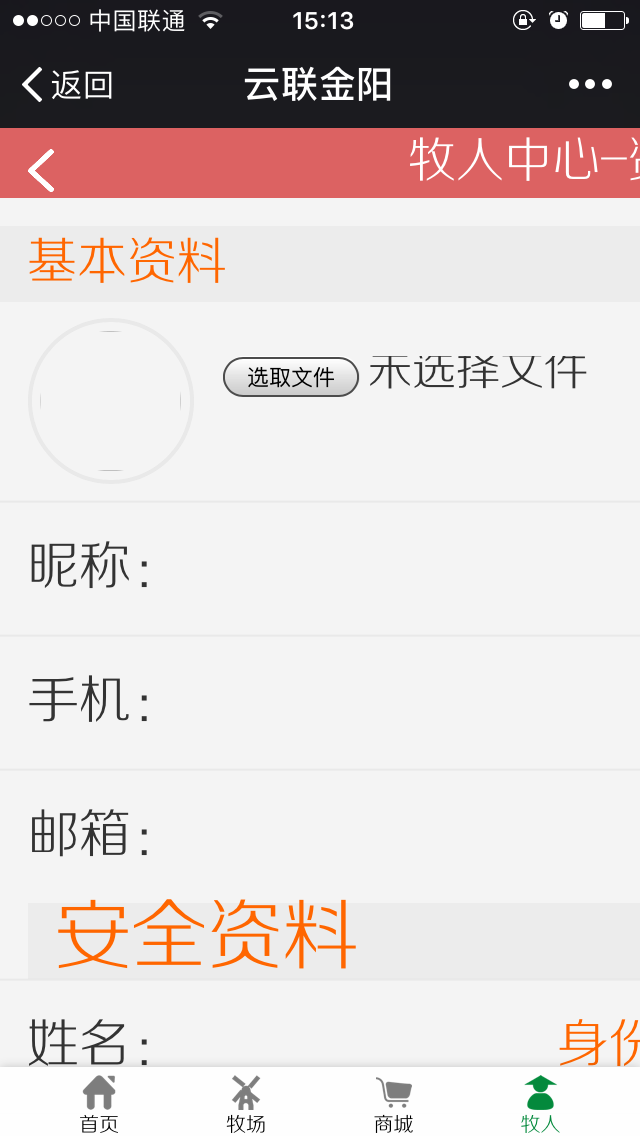 中国联通 15:13
返回 云联金阳
牧人中心-
基本资料
选取文件 未选择文件
昵称：
手机：
邮箱：
安全资料
姓名： 身份
首页 牧场 商城 牧人